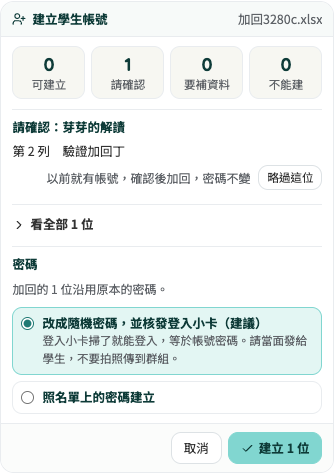 建立學生帳號 加回3280c.xlsx
0 1 0 0
可建立 請確認 要補資料 不能建
請確認：芽芽的解讀
第 2 列 驗證加回丁
以前就有帳號，確認後加回，密碼不變 略過這位
看全部 1 位
密碼
加回的 1 位沿用原本的密碼。
改成隨機密碼，並核發登入小卡（建議）
登入小卡掃了就能登入，等於帳號密碼。請當面發給
學生，不要拍照傳到群組。
照名單上的密碼建立
取消 建立 1 位